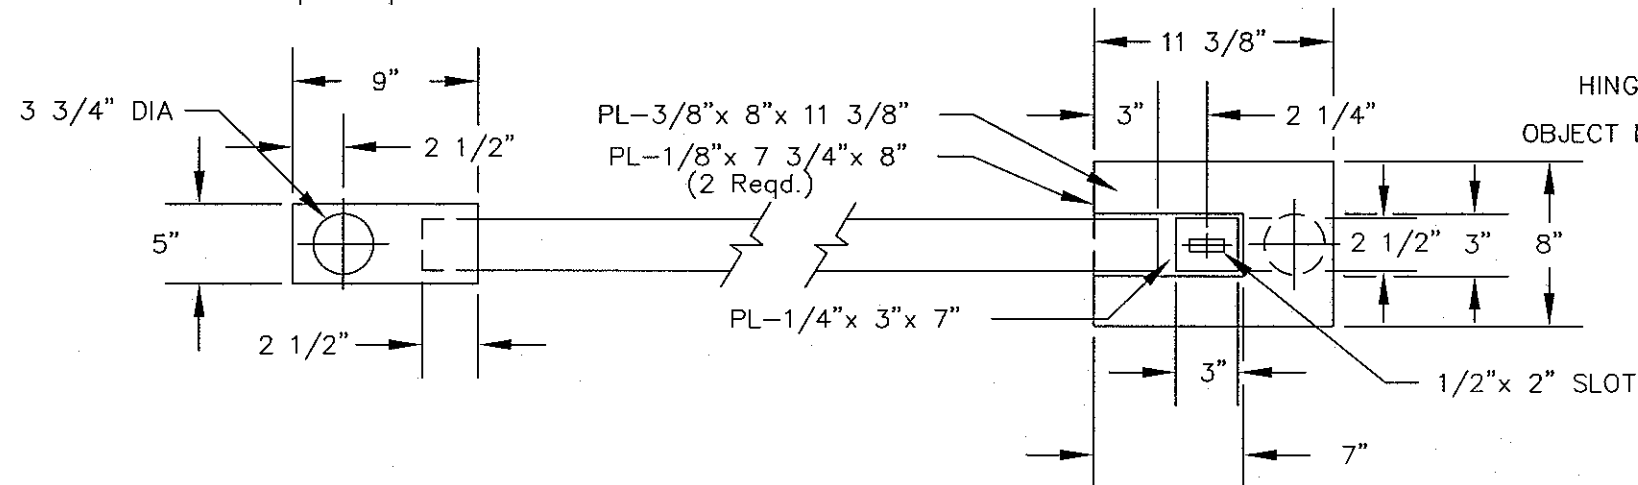 11 3/8"
9"
HING
3 3/4" DIA
PL-3/8"x 8"x 11 3/8"
3"
2 1/4"
OBJECT
2 1/2"
PL-1/8"x 7 3/4"x 8"
(2 Reqd.)
5"
2 1/2"
3"
8"
PL-1/4"x 3"x 7"
2 1/2"
3"
1/2"x 2" SLOT
7"